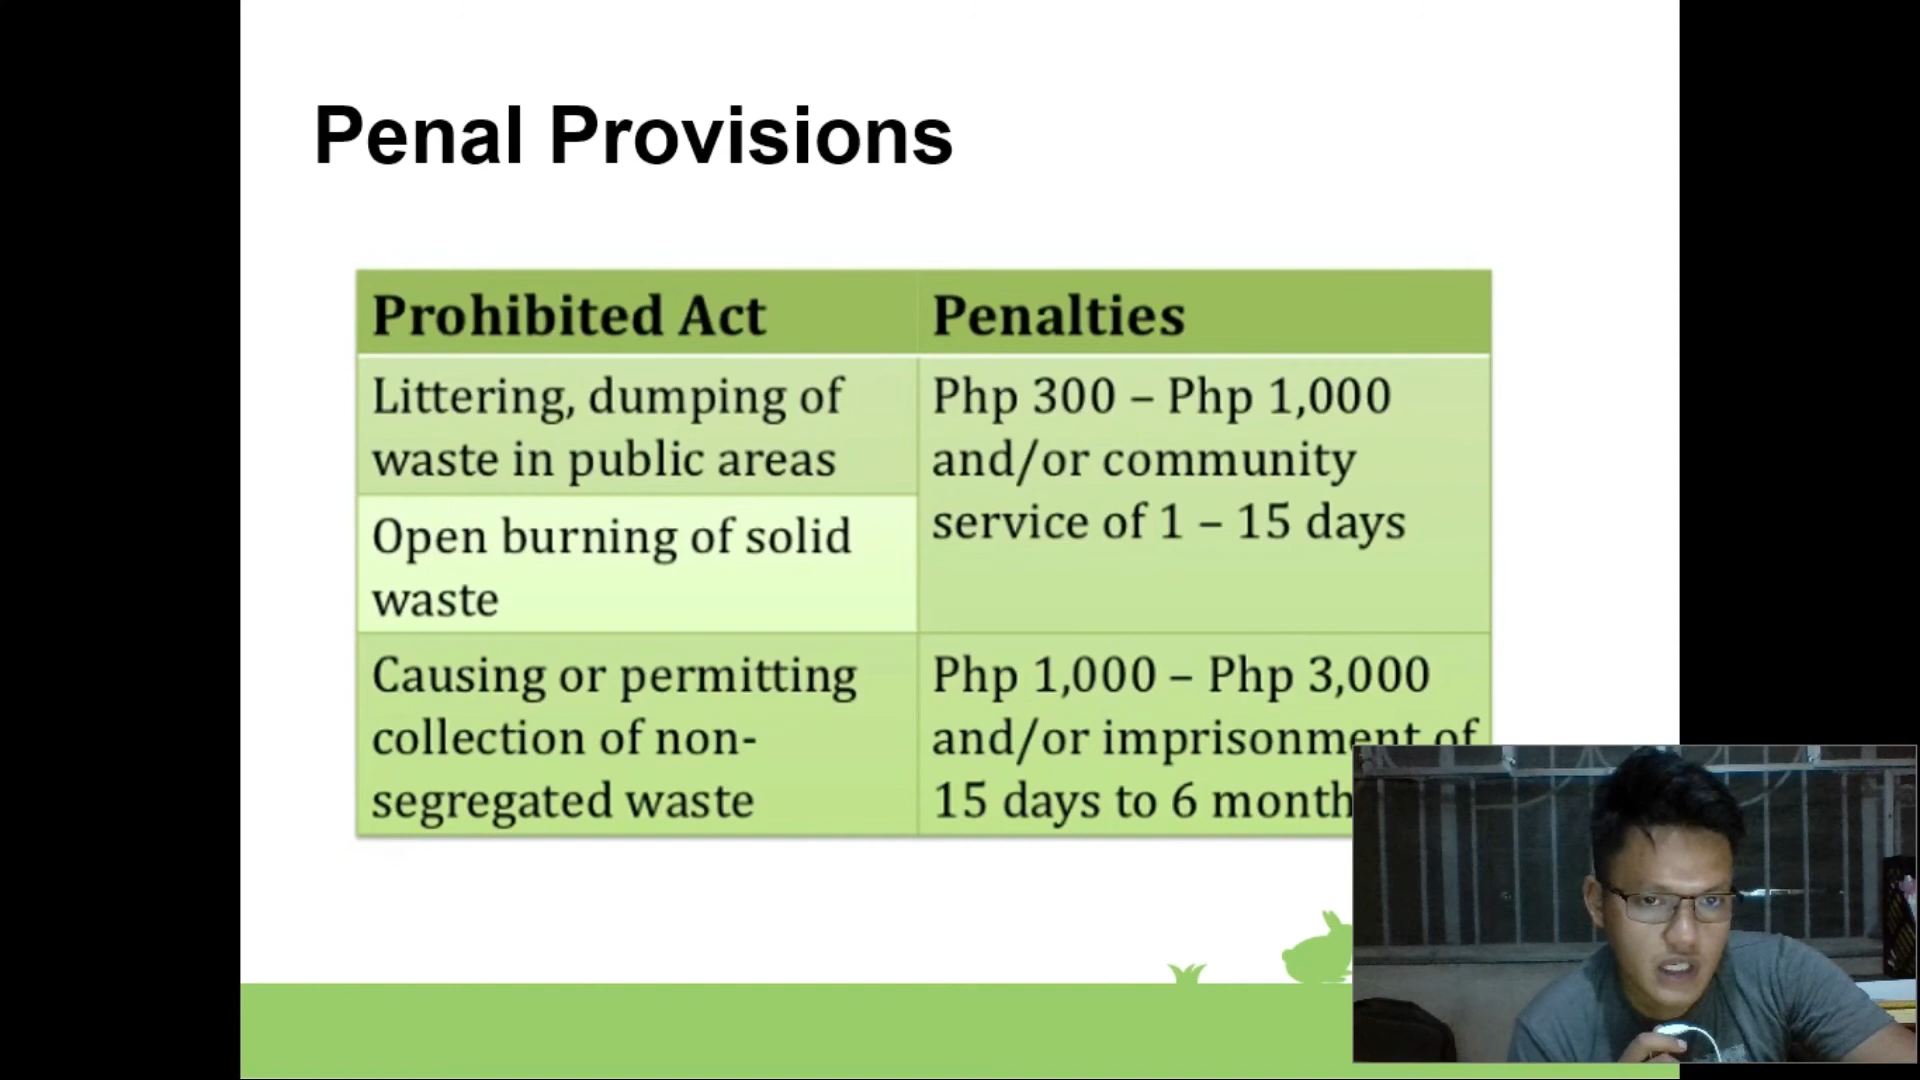 Penal Provisions
Prohibited Act
Penalties
Littering, dumping of
waste in public areas
Php 300 – Php 1,000
and/or community
service of 1 – 15 days
Open burning of solid
waste
Causing or permitting
collection of non-
segregated waste
Php 1,000 – Php 3,000
and/or imprisonment of
15 days to 6 month